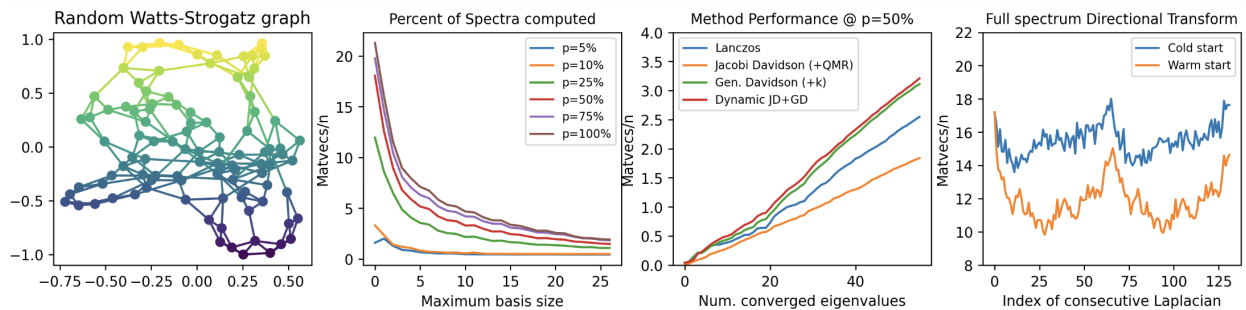 Random Watts-Strogatz graph
1.0
0.5
0.0
−0.5
−1.0
−0.75 −0.50 −0.25 0.00 0.25 0.50
Percent of Spectra computed
Matvecs/n
20
15
10
5
0
p=5%
p=10%
p=25%
p=50%
p=75%
p=100%
0 5 10 15 20 25
Maximum basis size
Method Performance @ p=50%
Matvecs/n
4.0
3.5
3.0
2.5
2.0
1.5
1.0
0.5
0.0
Lanczos
Jacobi Davidson (+QMR)
Gen. Davidson (+k)
Dynamic JD+GD
0 20 40
Num. converged eigenvalues
Full spectrum Directional Transform
Matvecs/n
22
20
18
16
14
12
10
8
Cold start
Warm start
0 25 50 75 100 125
Index of consecutive Laplacian